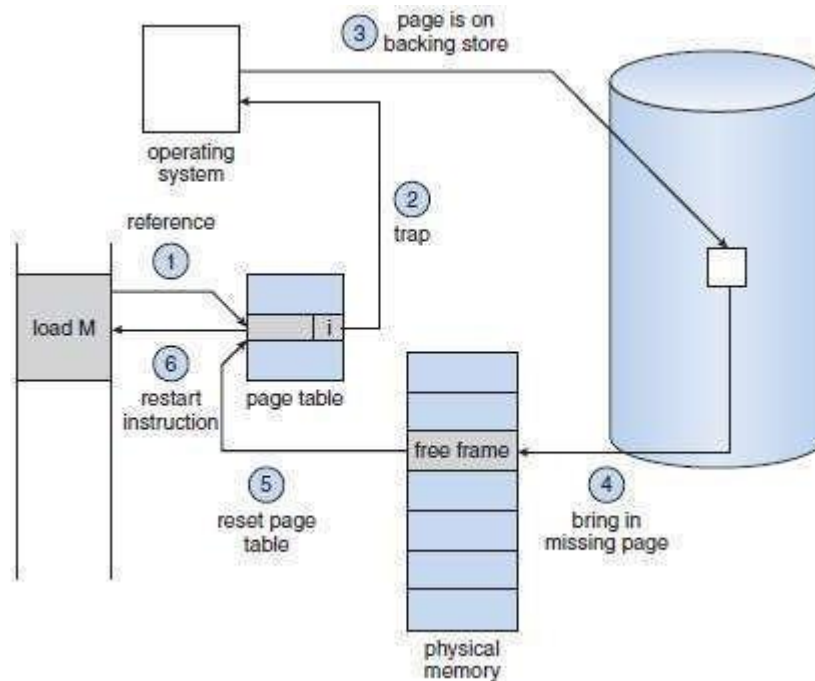 3
page is on
backing store
operating
system
2
trap
reference
1
load M
i
6
restart
instruction
page table
free frame
5
reset page
table
4
bring in
missing page
physical
memory